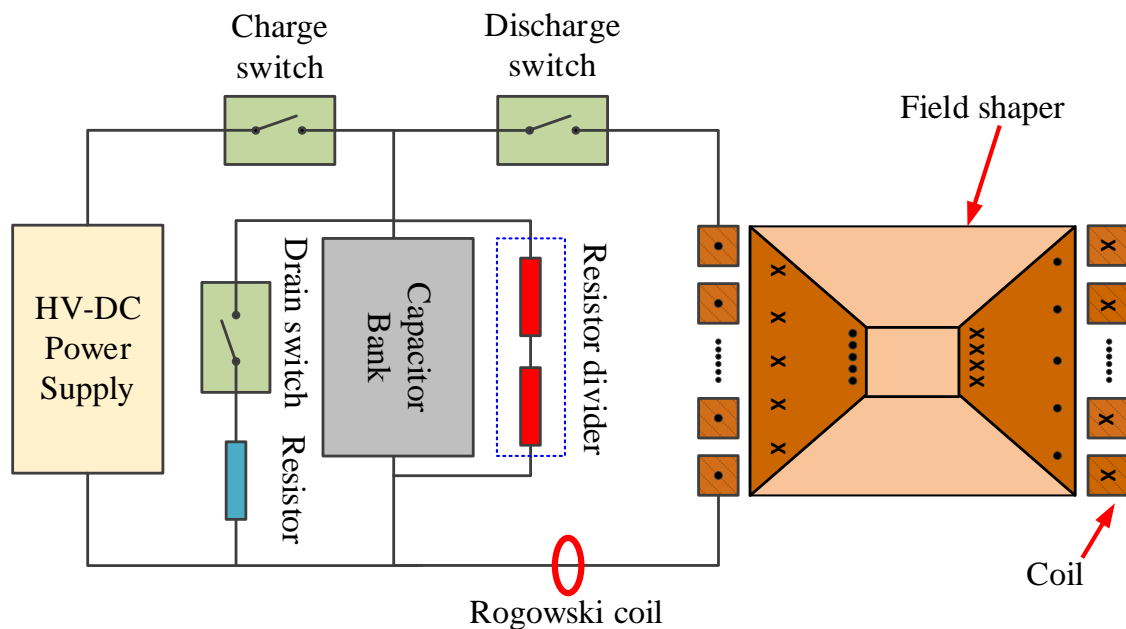 Charge
switch
Discharge
switch
Field shaper
HV-DC
Power
Supply
Drain switch
Resistor
Capacitor
Bank
Resistor divider
X
X
X
X
X
X
X
X
X
X
X
X
X
Rogowski coil
Coil